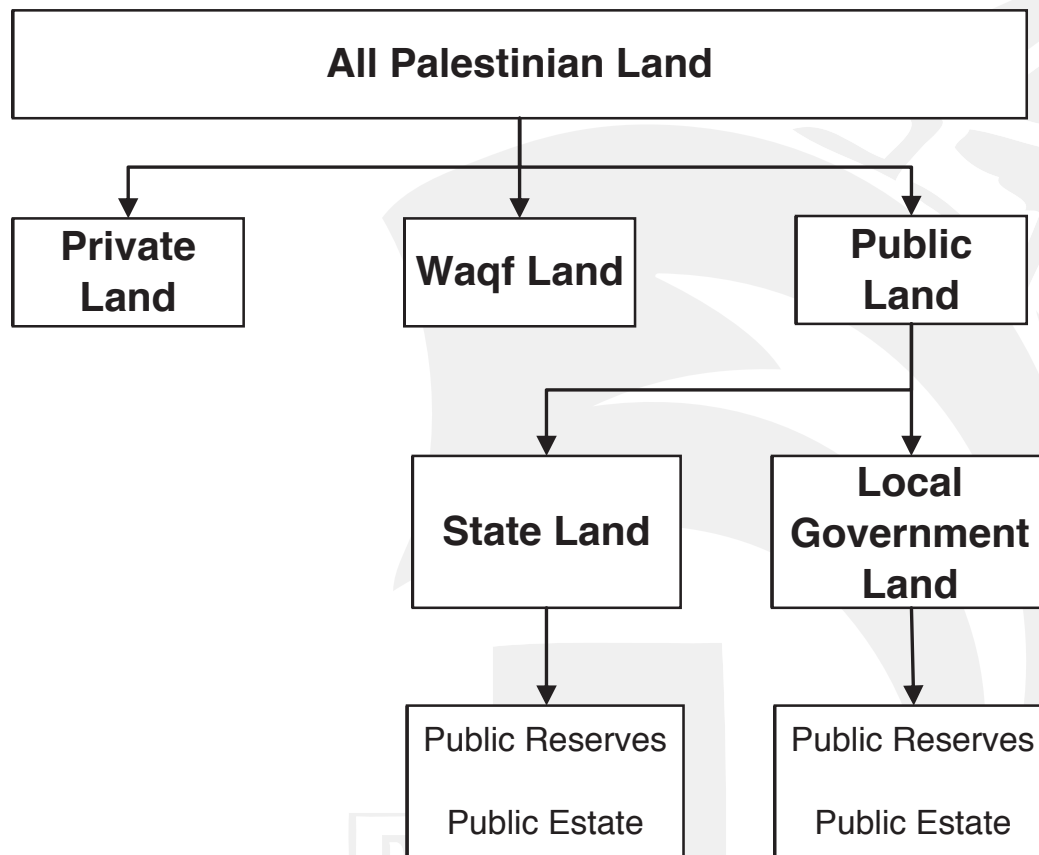 All Palestinian Land
Private
Land
Waqf Land
Public
Land
State Land
Local
Government
Land
Public Reserves
Public Estate
Public Reserves
Public Estate